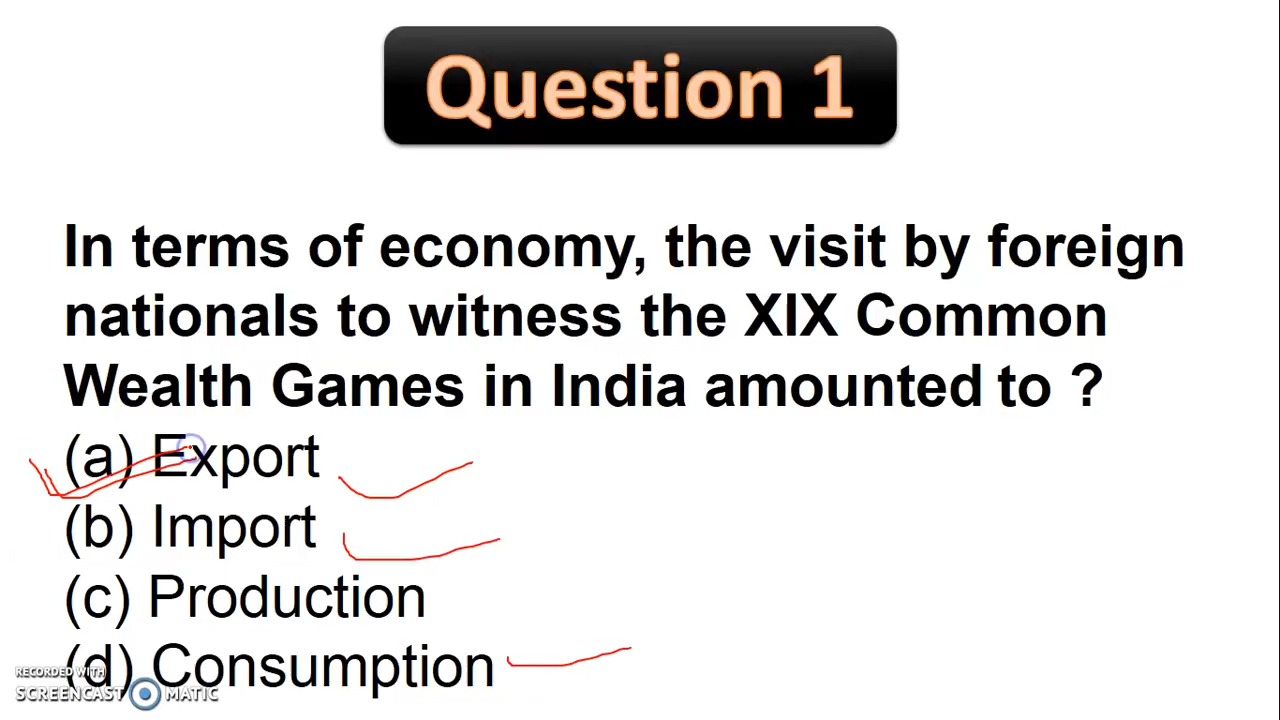 Question 1
In terms of economy, the visit by foreign
nationals to witness the XIX Common
Wealth Games in India amounted to ?
(a) Export
(b) Import
(c) Production
(d) Consumption
RECORDED WITH
SCREENCAST MATIC